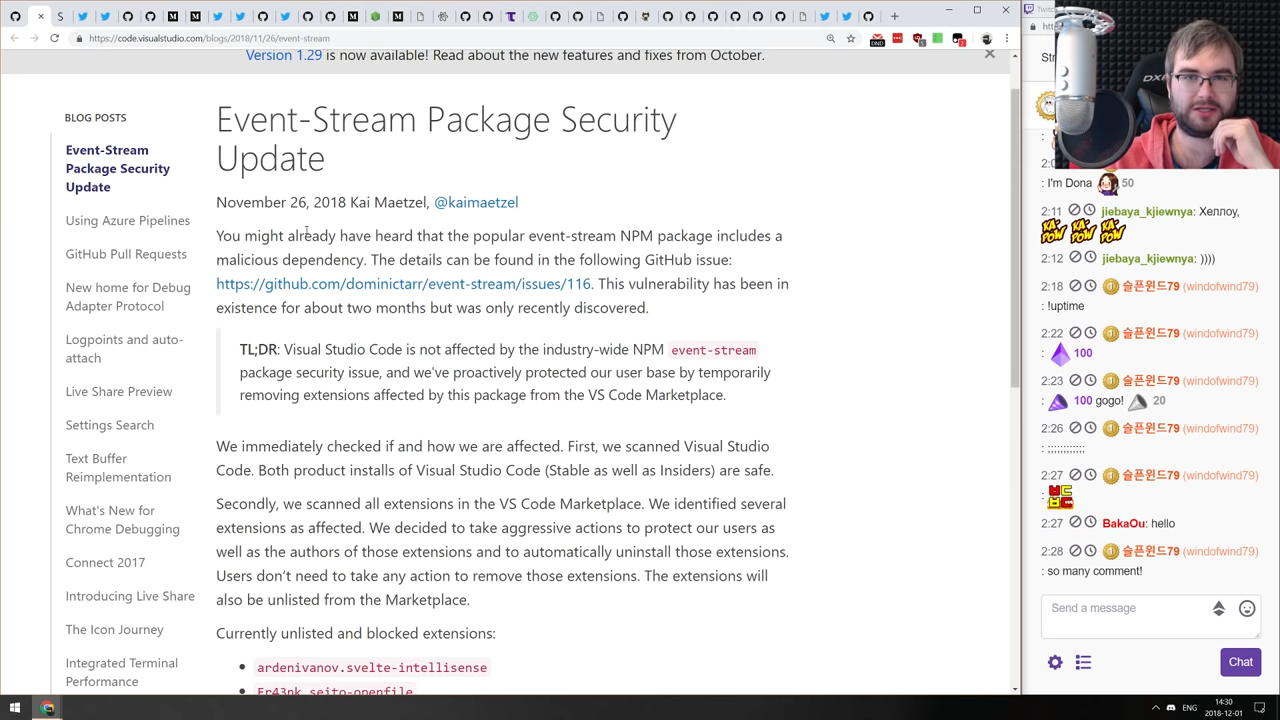 https://code.visualstudio.com/blogs/2018/11/26/event-stream
DND
Version 1.29 is now available! Read about the new features and fixes from October.
BLOG POSTS
Event-Stream
Package Security
Update
Using Azure Pipelines
GitHub Pull Requests
New home for Debug
Adapter Protocol
Logpoints and auto-
attach
Live Share Preview
Settings Search
Text Buffer
Reimplementation
What's New for
Chrome Debugging
Connect 2017
Introducing Live Share
The Icon Journey
Integrated Terminal
Performance
Event-Stream Package Security
Update
November 26, 2018 Kai Maetzel, @kaimaetzel
You might already have heard that the popular event-stream NPM package includes a
malicious dependency. The details can be found in the following GitHub issue:
https://github.com/dominictarr/event-stream/issues/116. This vulnerability has been in
existence for about two months but was only recently discovered.
TL;DR: Visual Studio Code is not affected by the industry-wide NPM event-stream
package security issue, and we've proactively protected our user base by temporarily
removing extensions affected by this package from the VS Code Marketplace.
We immediately checked if and how we are affected. First, we scanned Visual Studio
Code. Both product installs of Visual Studio Code (Stable as well as Insiders) are safe.
Secondly, we scanned all extensions in the VS Code Marketplace. We identified several
extensions as affected. We decided to take aggressive actions to protect our users as
well as the authors of those extensions and to automatically uninstall those extensions.
Users don't need to take any action to remove those extensions. The extensions will
also be unlisted from the Marketplace.
Currently unlisted and blocked extensions:
ardenivanov.svelte-intellisense
Fr43nk.seito-openfile
DX
: I'm Dona 50
2:11 jiebaya_kjiewnya: Хеллоу,
KA-POW KA-POW KA-POW
2:12 jiebaya_kjiewnya: ))))
2:18 슬픈윈드79 (windofwind79)
: !uptime
2:22 슬픈윈드79 (windofwind79)
: 100
2:23 슬픈윈드79 (windofwind79)
: 100 gogo! 20
2:26 슬픈윈드79 (windofwind79)
: ;;;;;;;;;;;;
2:27 슬픈윈드79 (windofwind79)
:
2:27 BakaOu: hello
2:28 슬픈윈드79 (windofwind79)
: so many comment!
Send a message
Chat
ENG
14:30
2018-12-01